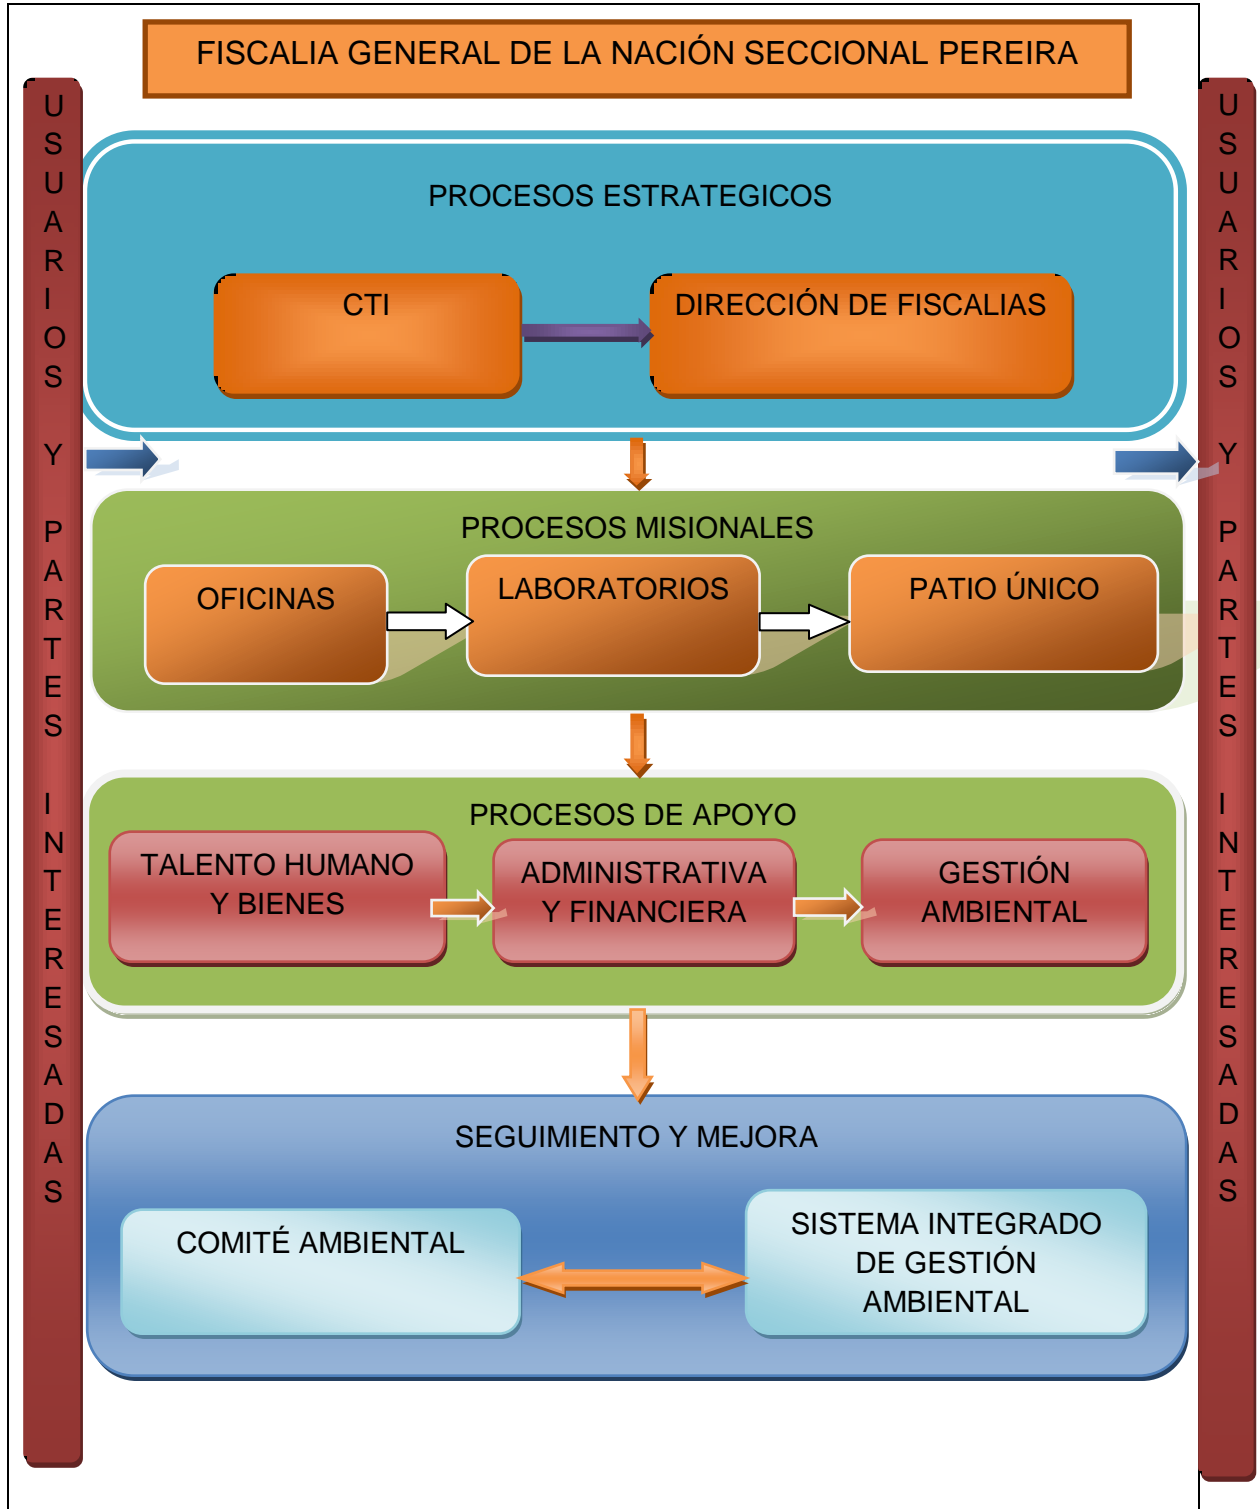 FISCALIA GENERAL DE LA NACIÓN SECCIONAL PEREIRA
USUARIOS Y PARTES INTERESADAS
PROCESOS ESTRATEGICOS
CTI
DIRECCIÓN DE FISCALIAS
PROCESOS MISIONALES
OFICINAS
LABORATORIOS
PATIO ÚNICO
PROCESOS DE APOYO
TALENTO HUMANO
Y BIENES
ADMINISTRATIVA
Y FINANCIERA
GESTIÓN
AMBIENTAL
SEGUIMIENTO Y MEJORA
COMITÉ AMBIENTAL
SISTEMA INTEGRADO
DE GESTIÓN
AMBIENTAL
USUARIOS Y PARTES INTERESADAS